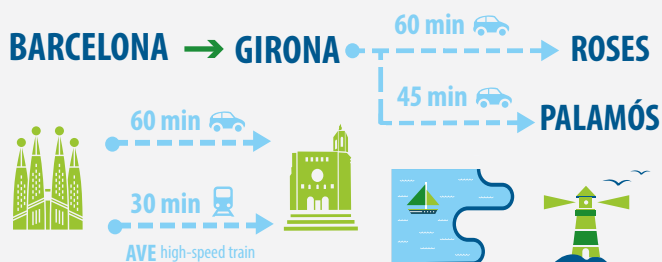 BARCELONA → GIRONA
60 min
ROSES
45 min
PALAMÓS
60 min
30 min
AVE high-speed train